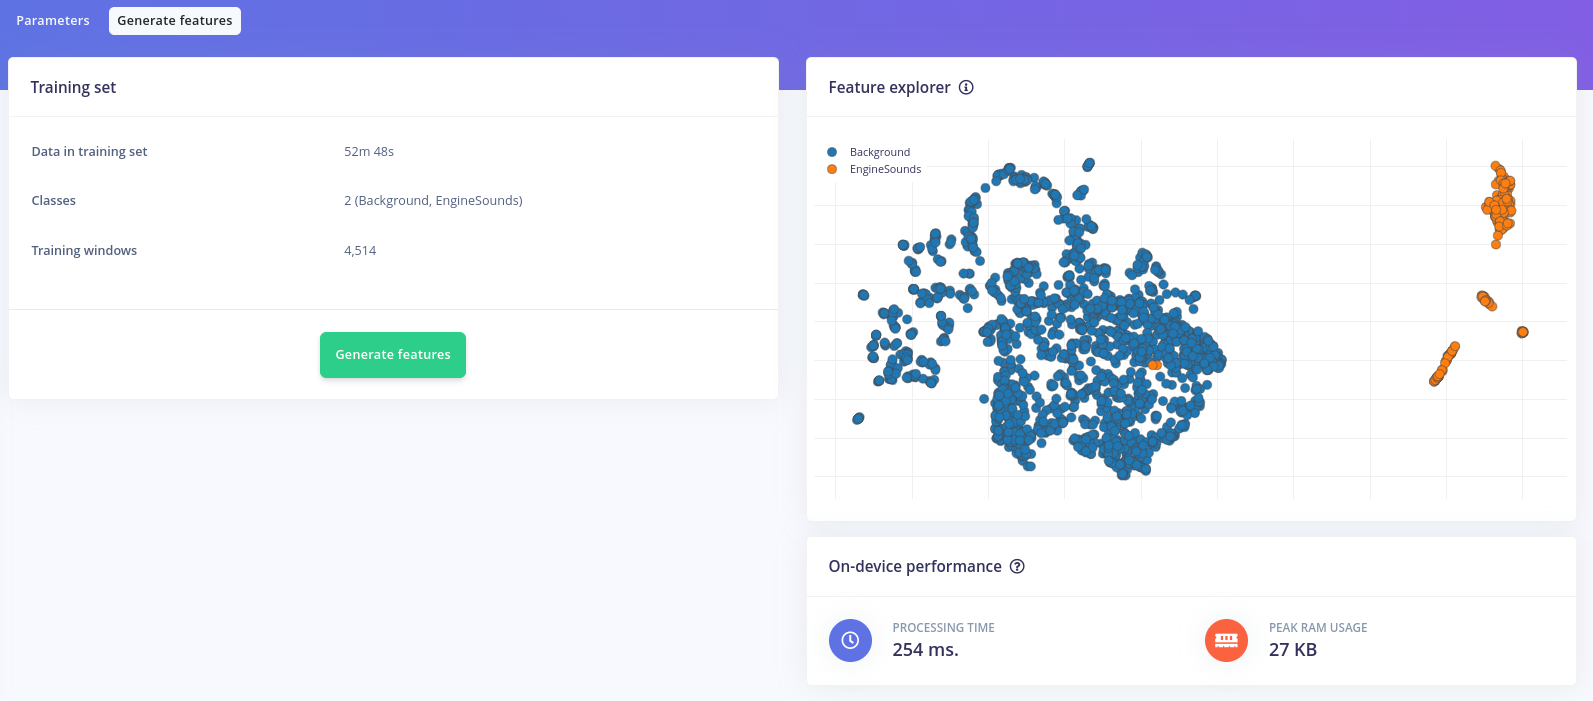 Parameters
Generate features
Training set
Data in training set 52m 48s
Classes 2 (Background, EngineSounds)
Training windows 4,514
Generate features
Feature explorer
Background
EngineSounds
On-device performance
PROCESSING TIME
254 ms.
PEAK RAM USAGE
27 KB